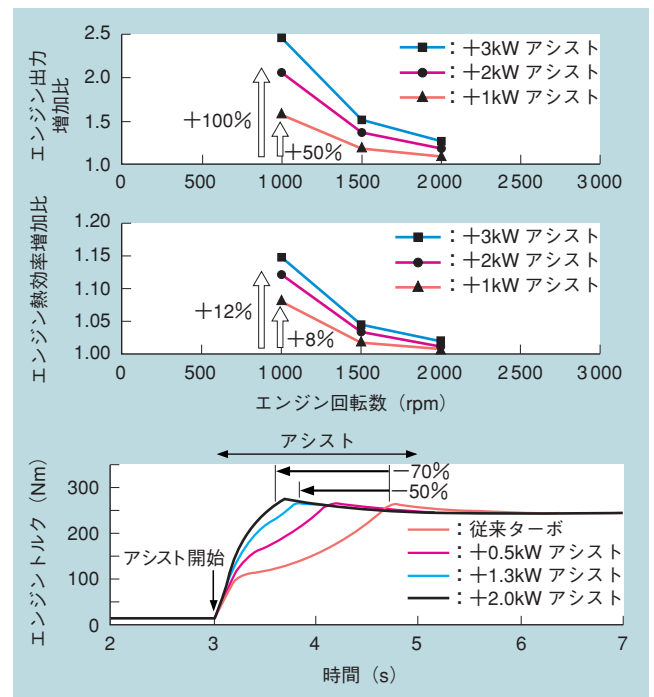 エンジン出力
増加比
2.5
2.0
1.5
1.0
+100%
+50%
：+3kW アシスト
：+2kW アシスト
：+1kW アシスト
0 500 1 000 1 500 2 000 2 500 3 000
エンジン熱効率増加比
1.20
1.15
1.10
1.05
1.00
+12%
+8%
：+3kW アシスト
：+2kW アシスト
：+1kW アシスト
0 500 1 000 1 500 2 000 2 500 3 000
エンジン回転数（rpm）
アシスト
エンジントルク（Nm）
300
200
100
0
−70%
−50%
アシスト開始
：従来ターボ
：+0.5kW アシスト
：+1.3kW アシスト
：+2.0kW アシスト
2 3 4 5 6 7
時間（s）